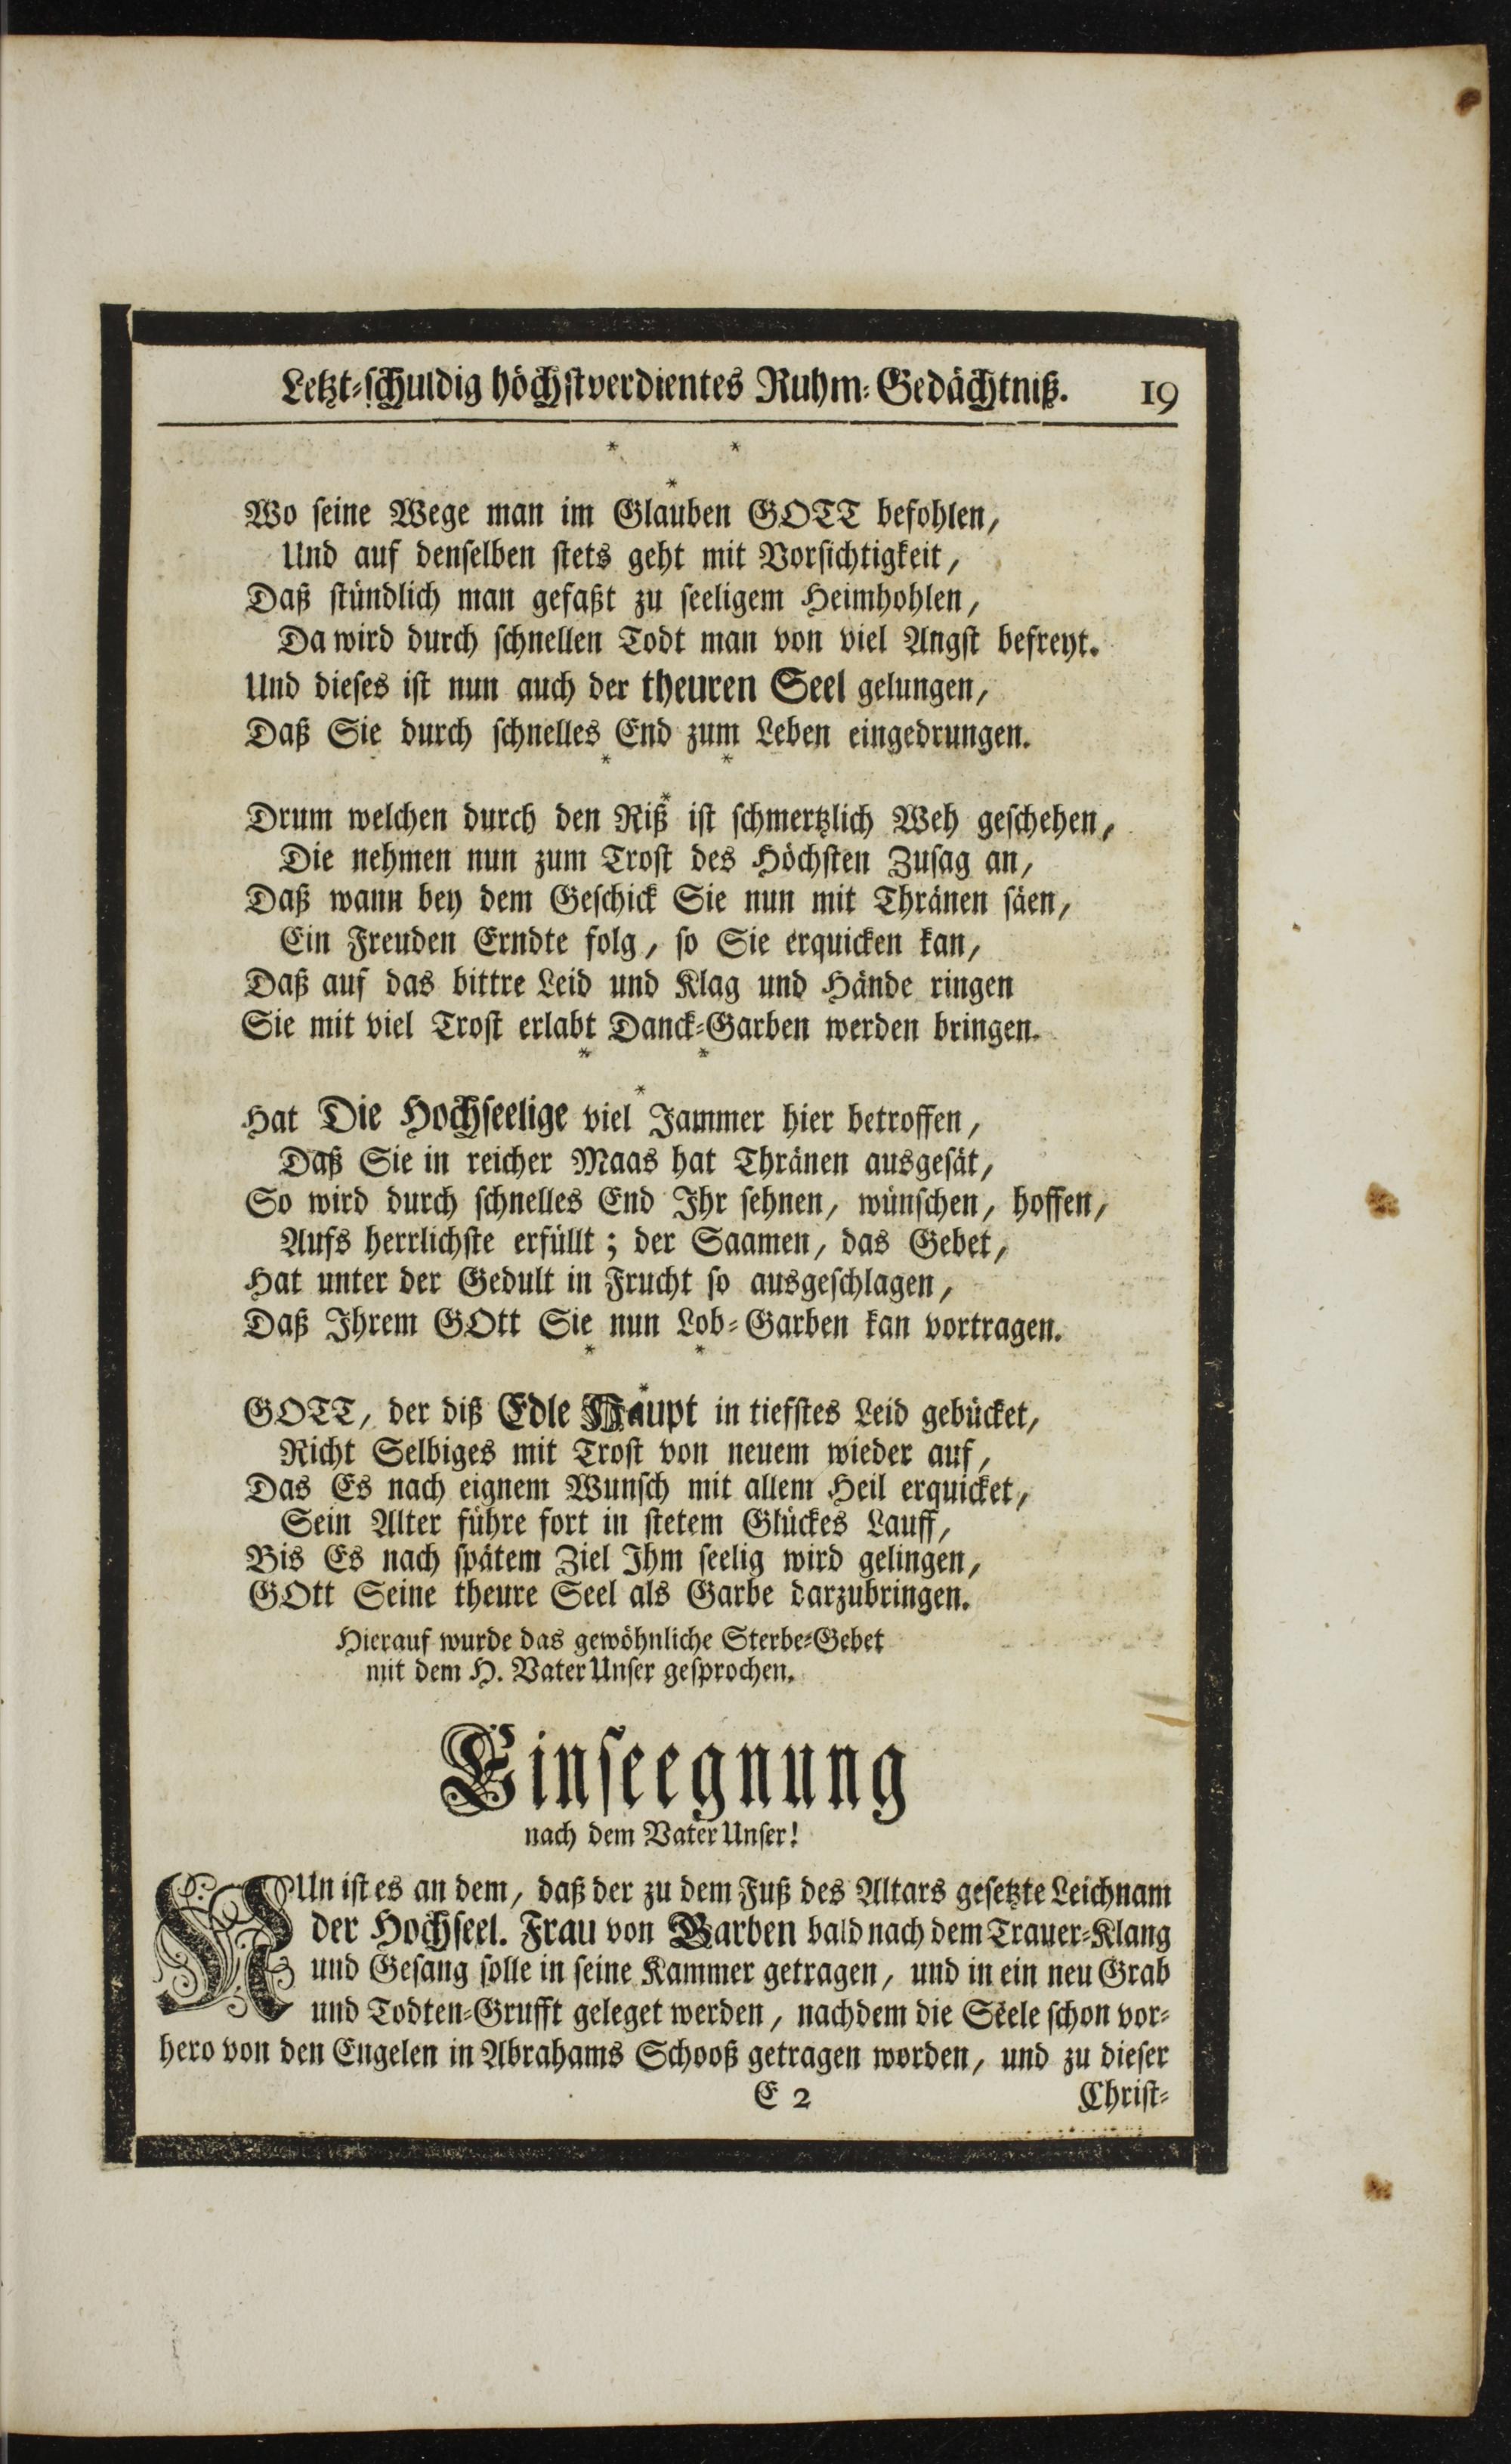 Letzt-schuldig höchstverdientes Ruhm-Gedächtniß. 19
* *
*
Wo seine Wege man im Glauben GOTT befohlen,
Und auf denselben stets geht mit Vorsichtigkeit,
Daß stündlich man gefaßt zu seeligem Heimhohlen,
Da wird durch schnellen Todt man von viel Angst befreyt.
Und dieses ist nun auch der theuren Seel gelungen,
Daß Sie durch schnelles End zum Leben eingedrungen.
* *
*
Drum welchen durch den Riß ist schmertzlich Weh geschehen,
Die nehmen nun zum Trost des Höchsten Zusag an,
Daß wann bey dem Geschick Sie nun mit Thränen säen,
Ein Freuden Erndte folg, so Sie erquicken kan,
Daß auf das bittre Leid und Klag und Hände ringen
Sie mit viel Trost erlabt Danck-Garben werden bringen.
* *
*
Hat Die Hochseelige viel Jammer hier betroffen,
Daß Sie in reicher Maas hat Thränen ausgesät,
So wird durch schnelles End Ihr sehnen, wünschen, hoffen,
Aufs herrlichste erfüllt; der Saamen, das Gebet,
Hat unter der Gedult in Frucht so ausgeschlagen,
Daß Ihrem GOtt Sie nun Lob-Garben kan vortragen.
* *
*
GOTT, der diß Edle Haupt in tiefstes Leid gebücket,
Richt Selbiges mit Trost von neuem wieder auf,
Das Es nach eignem Wunsch mit allem Heil erquicket,
Sein Alter führe fort in stetem Glückes Lauff,
Bis Es nach spätem Ziel Ihm seelig wird gelingen,
GOtt Seine theure Seel als Garbe darzubringen.
Hierauf wurde das gewöhnliche Sterbe-Gebet
mit dem H. Vater Unser gesprochen.
Einseegnung
nach dem Vater Unser!
NUn ist es an dem, daß der zu dem Fuß des Altars gesetzte Leichnam
der Hochseel. Frau von Barben bald nach dem Trauer-Klang
und Gesang solle in seine Kammer getragen, und in ein neu Grab
und Todten-Grufft geleget werden, nachdem die Seele schon vor-
hero von den Engelen in Abrahams Schooß getragen worden, und zu dieser
E 2 Christ-